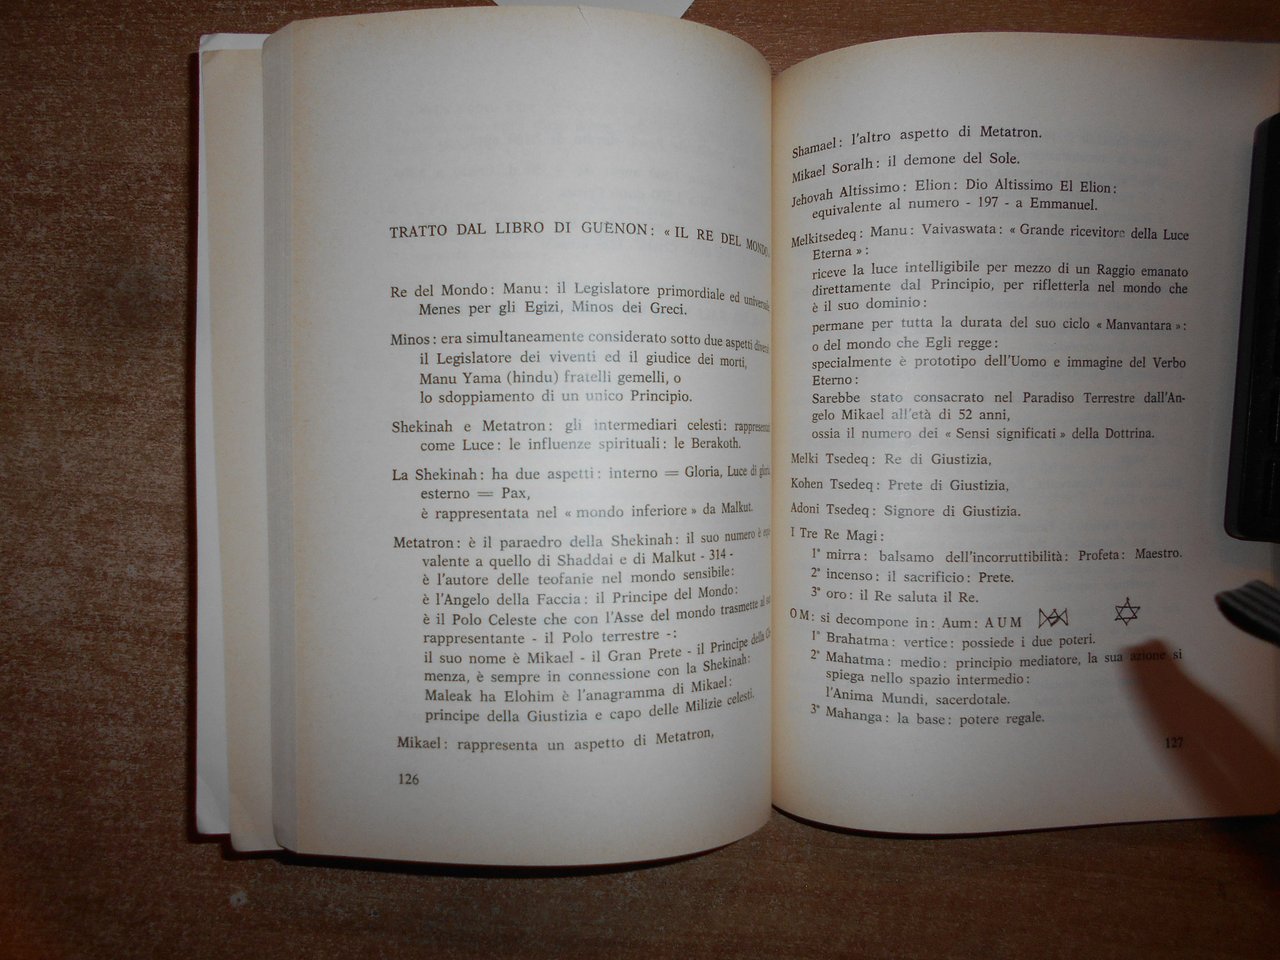 TRATTO DAL LIBRO DI GUÈNON: « IL RE DEL MONDO
Re del Mondo: Manu: il Legislatore primordiale ed universale
Menes per gli Egizi, Minos dei Greci.
Minos: era simultaneamente considerato sotto due aspetti diversi
il Legislatore dei viventi ed il giudice dei morti,
Manu Yama (hindu) fratelli gemelli, o
lo sdoppiamento di un unico Principio.
Shekinah e Metatron: gli intermediari celesti:
come Luce: le influenze spirituali: le Berakoth.
La Shekinah: ha due aspetti: interno = Gloria, Luce di gloria
esterno = Pax,
è rappresentata nel « mondo inferiore » da Malkut.
Metatron: è il paredro della Shekinah: il suo numero è equi-
valente a quello di Shaddai e di Malkut - 314 -
è l'autore delle teofanie nel mondo sensibile:
è l'Angelo della Faccia: il Principe del Mondo:
è il Polo Celeste che con l'Asse del mondo trasmette al suo
rappresentante - il Polo terrestre -:
il suo nome è Mikael - il Gran Prete - il Principe della Cle-
menza, è sempre in connessione con la Shekinah:
Maleak ha Elohim è l'anagramma di Mikael:
principe della Giustizia e capo delle Milizie celesti.
Mikael: rappresenta un aspetto di Metatron,
126
Shamael: l'altro aspetto di Metatron.
Mikael Soralh: il demone del Sole.
Jehovah Altissimo: Elion: Dio Altissimo El Elion:
equivalente al numero - 197 - a Emmanuel.
Melkitsedeq: Manu: Vaivaswata: « Grande ricevitore della Luce
Eterna »:
riceve la luce intelligibile per mezzo di un Raggio emanato
direttamente dal Principio, per rifletterla nel mondo che
è il suo dominio:
permane per tutta la durata del suo ciclo « Manvantara »:
o del mondo che Egli regge:
specialmente è prototipo dell'Uomo e immagine del Verbo
Eterno:
Sarebbe stato consacrato nel Paradiso Terrestre dall'An-
gelo Mikael all'età di 52 anni,
ossia il numero dei « Sensi significati » della Dottrina.
Melki Tsedeq: Re di Giustizia,
Kohen Tsedeq: Prete di Giustizia,
Adoni Tsedeq: Signore di Giustizia.
I Tre Re Magi:
1° mirra: balsamo dell'incorruttibilità: Profeta: Maestro.
2° incenso: il sacrificio: Prete.
3° oro: il Re saluta il Re.
OM: si decompone in: Aum: A U M
1° Brahatma: vertice: possiede i due poteri.
2° Mahatma: medio: principio mediatore, la sua azione si
spiega nello spazio intermedio:
l'Anima Mundi, sacerdotale.
3° Mahanga: la base: potere regale.
127